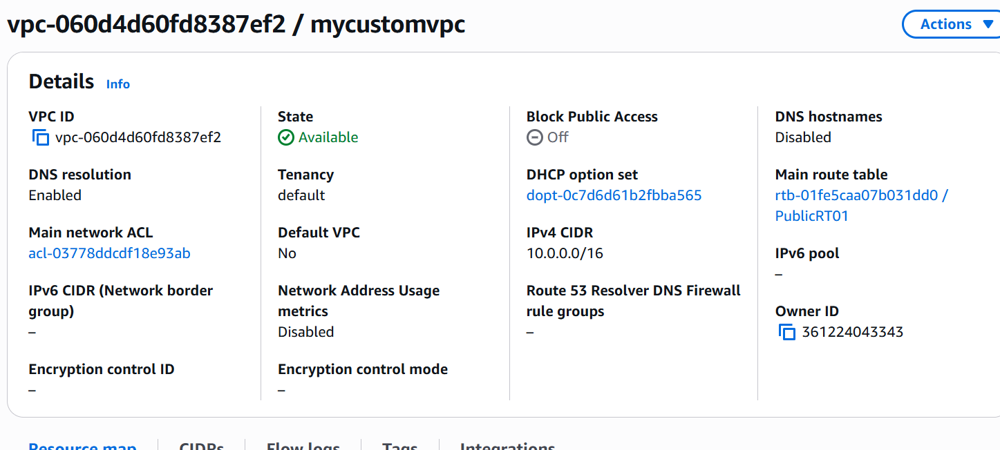 vpc-060d4d60fd8387ef2 / mycustomvpc
Actions
Details Info
VPC ID
vpc-060d4d60fd8387ef2
State
Available
Block Public Access
Off
DNS hostnames
Disabled
DNS resolution
Enabled
Tenancy
default
DHCP option set
dopt-0c7d6d61b2fbba565
Main route table
rtb-01fe5caa07b031dd0 /
PublicRT01
Main network ACL
acl-03778ddcdf18e93ab
Default VPC
No
IPv4 CIDR
10.0.0.0/16
IPv6 pool
–
IPv6 CIDR (Network border
group)
–
Network Address Usage
metrics
Disabled
Route 53 Resolver DNS Firewall
rule groups
–
Owner ID
361224043343
Encryption control ID
–
Encryption control mode
–
Resource map
CIDRs
Flow logs
Tags
Integrations